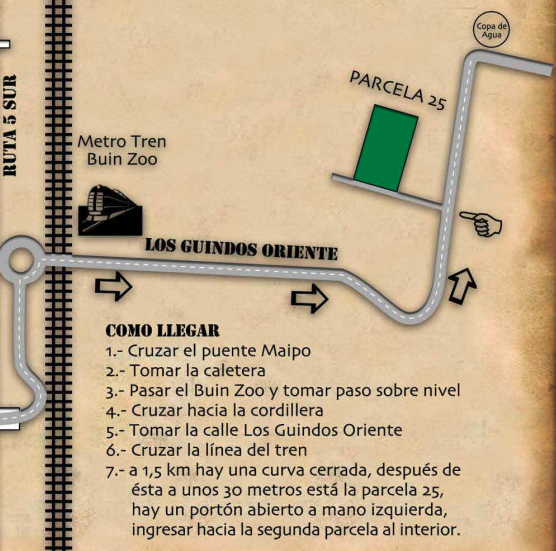 Copa de
Agua
PARCELA 25
RUTA 5 SUR
Metro Tren
Buin Zoo
LOS GUINDOS ORIENTE
COMO LLEGAR
1.- Cruzar el puente Maipo
2.- Tomar la caletera
3.- Pasar el Buin Zoo y tomar paso sobre nivel
4.- Cruzar hacia la cordillera
5.- Tomar la calle Los Guindos Oriente
6.- Cruzar la línea del tren
7.- a 1,5 km hay una curva cerrada, después de
ésta a unos 30 metros está la parcela 25,
hay un portón abierto a mano izquierda,
ingresar hacia la segunda parcela al interior.